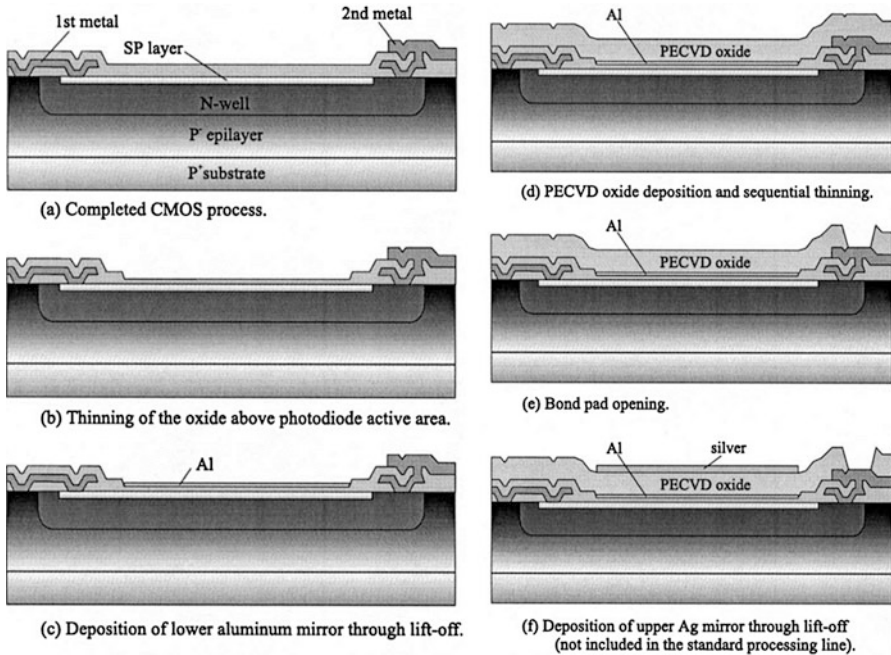 1st metal
2nd metal
SP layer
N-well
P⁻ epilayer
P⁺ substrate
(a) Completed CMOS process.
(b) Thinning of the oxide above photodiode active area.
Al
(c) Deposition of lower aluminum mirror through lift-off.
Al
PECVD oxide
(d) PECVD oxide deposition and sequential thinning.
Al
PECVD oxide
(e) Bond pad opening.
silver
Al
PECVD oxide
(f) Deposition of upper Ag mirror through lift-off
(not included in the standard processing line).